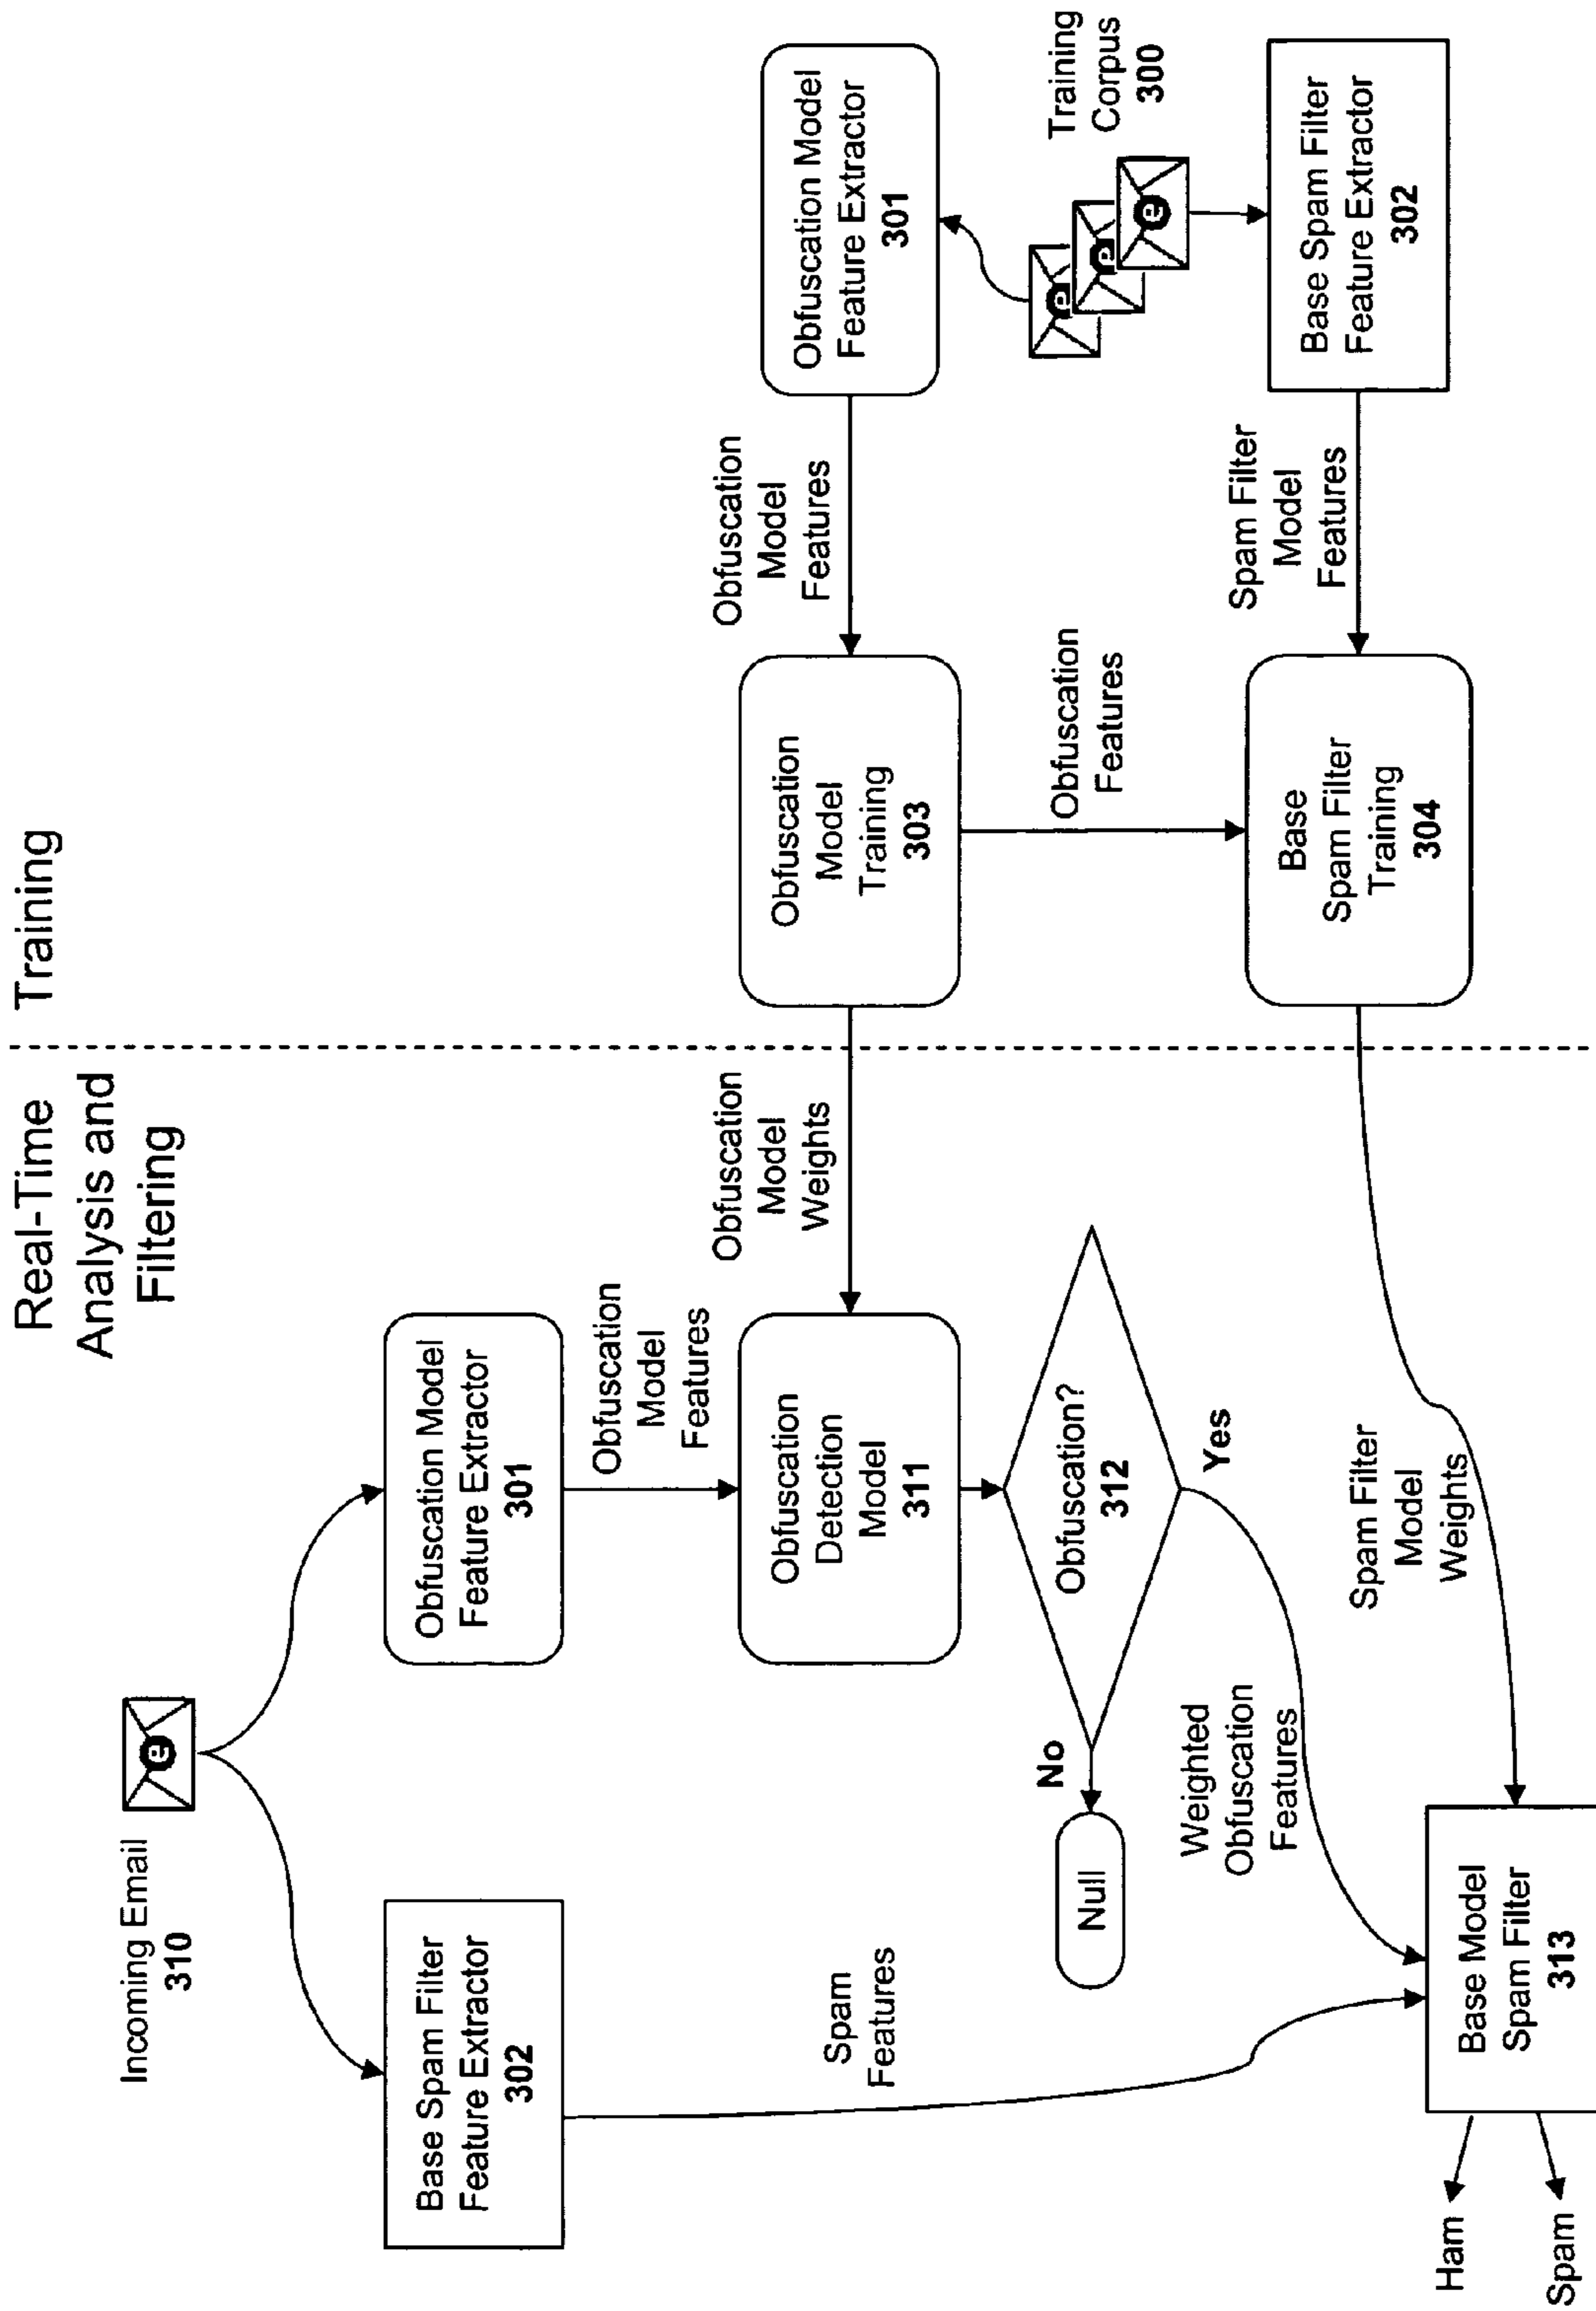 Real-Time
Analysis and
Filtering
Training
Incoming Email
310
e
Base Spam Filter
Feature Extractor
302
Obfuscation Model
Feature Extractor
301
Obfuscation
Model
Features
Spam
Features
Obfuscation
Detection
Model
311
Obfuscation
Model
Weights
Obfuscation?
312
No
Null
Yes
Weighted
Obfuscation
Features
Spam Filter
Model
Weights
Base Model
Spam Filter
313
Ham
Spam
Obfuscation
Model
Training
303
Obfuscation
Model
Features
Obfuscation Model
Feature Extractor
301
Training
Corpus
300
e
e
e
Obfuscation
Features
Base
Spam Filter
Training
304
Spam Filter
Model
Features
Base Spam Filter
Feature Extractor
302